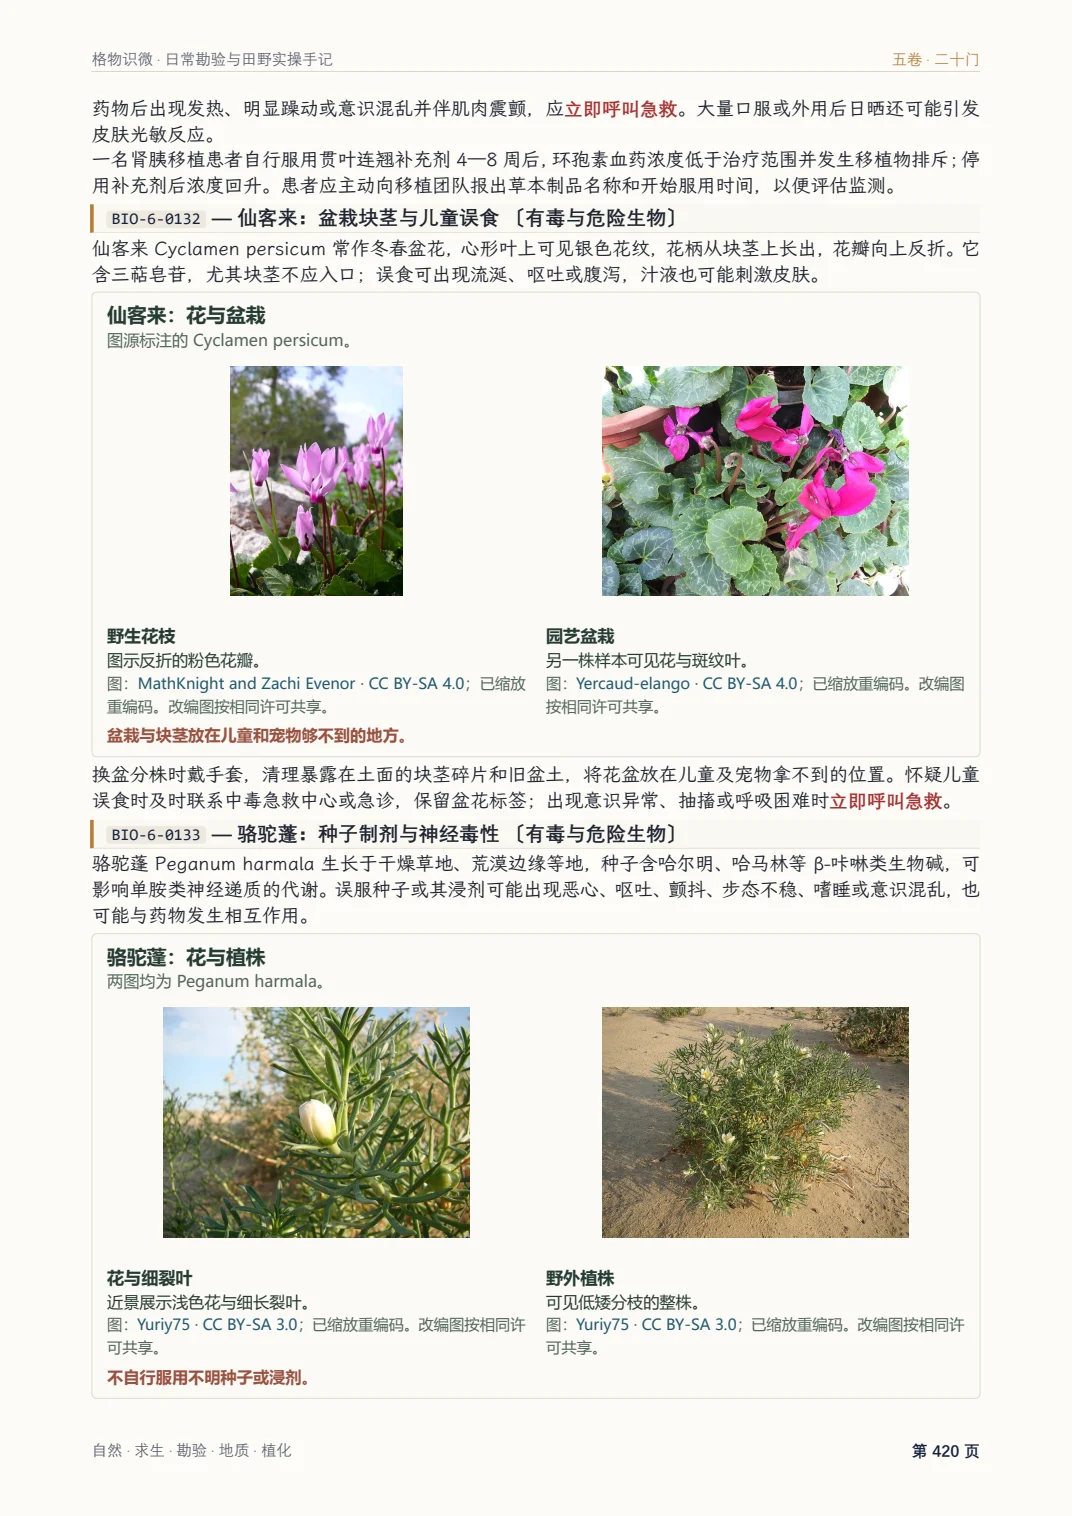 格物识微 · 日常勘验与田野实操手记
五卷 · 二十门
药物后出现发热、明显躁动或意识混乱并伴肌肉震颤，应立即呼叫急救。大量口服或外用后日晒还可能引发
皮肤光敏反应。
一名肾胰移植患者自行服用贯叶连翘补充剂 4—8 周后，环孢素血药浓度低于治疗范围并发生移植物排斥；停
用补充剂后浓度回升。患者应主动向移植团队报出草本制品名称和开始服用时间，以便评估监测。
BIO-6-0132 — 仙客来：盆栽块茎与儿童误食 〔有毒与危险生物〕
仙客来 Cyclamen persicum 常作冬春盆花，心形叶上可见银色花纹，花柄从块茎上长出，花瓣向上反折。它
含三萜皂苷，尤其块茎不应入口；误食可出现流涎、呕吐或腹泻，汁液也可能刺激皮肤。
仙客来：花与盆栽
图源标注的 Cyclamen persicum。
野生花枝
图示反折的粉色花瓣。
图：MathKnight and Zachi Evenor · CC BY-SA 4.0；已缩放
重编码。改编图按相同许可共享。
园艺盆栽
另一株样本可见花与斑纹叶。
图：Yercaud-elango · CC BY-SA 4.0；已缩放重编码。改编图
按相同许可共享。
盆栽与块茎放在儿童和宠物够不到的地方。
换盆分株时戴手套，清理暴露在土面的块茎碎片和旧盆土，将花盆放在儿童及宠物拿不到的位置。怀疑儿童
误食时及时联系中毒急救中心或急诊，保留盆花标签；出现意识异常、抽搐或呼吸困难时立即呼叫急救。
BIO-6-0133 — 骆驼蓬：种子制剂与神经毒性 〔有毒与危险生物〕
骆驼蓬 Peganum harmala 生长于干燥草地、荒漠边缘等地，种子含哈尔明、哈马林等 β-咔啉类生物碱，可
影响单胺类神经递质的代谢。误服种子或其浸剂可能出现恶心、呕吐、颤抖、步态不稳、嗜睡或意识混乱，也
可能与药物发生相互作用。
骆驼蓬：花与植株
两图均为 Peganum harmala。
花与细裂叶
近景展示浅色花与细长裂叶。
图：Yuriy75 · CC BY-SA 3.0；已缩放重编码。改编图按相同许
可共享。
野外植株
可见低矮分枝的整株。
图：Yuriy75 · CC BY-SA 3.0；已缩放重编码。改编图按相同许
可共享。
不自行服用不明种子或浸剂。
自然 · 求生 · 勘验 · 地质 · 植化
第 420 页